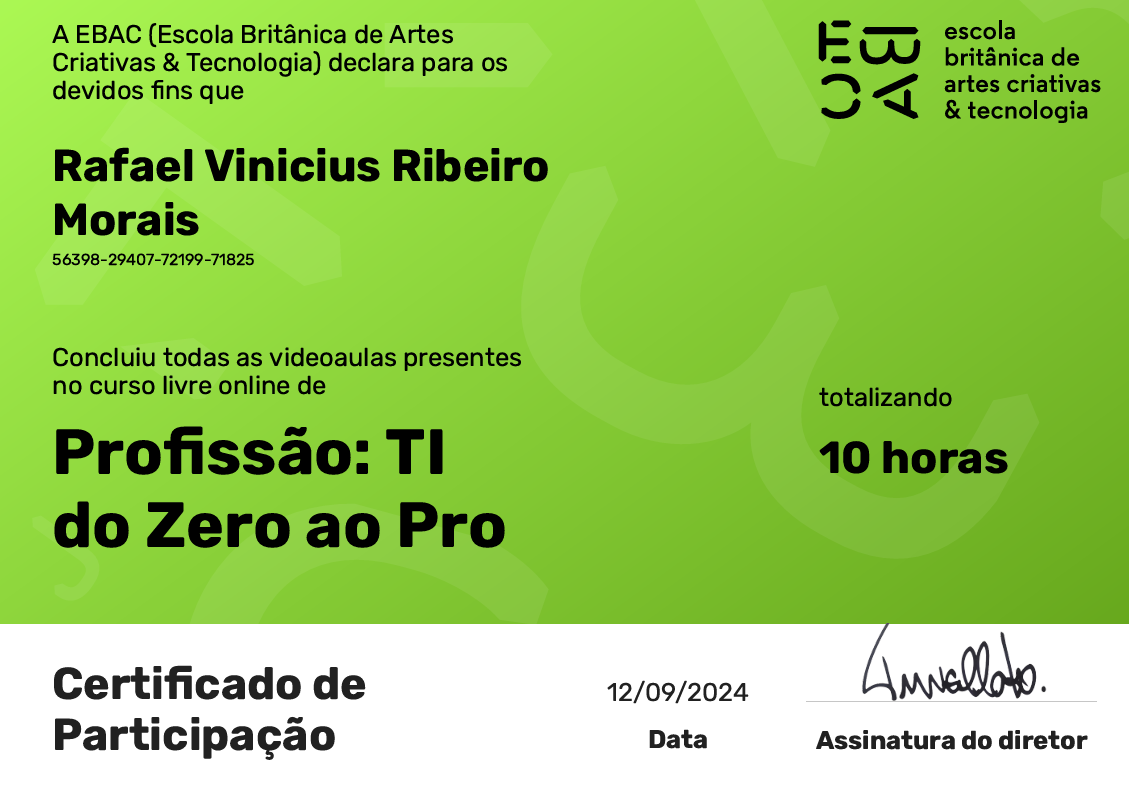 A EBAC (Escola Britânica de Artes
Criativas & Tecnologia) declara para os
devidos fins que
EBAC
escola
britânica de
artes criativas
& tecnologia
Rafael Vinicius Ribeiro
Morais
56398-29407-72199-71825
Concluiu todas as videoaulas presentes
no curso livre online de
Profissão: TI
do Zero ao Pro
totalizando
10 horas
Certificado de
Participação
12/09/2024
Data
Assinatura do diretor